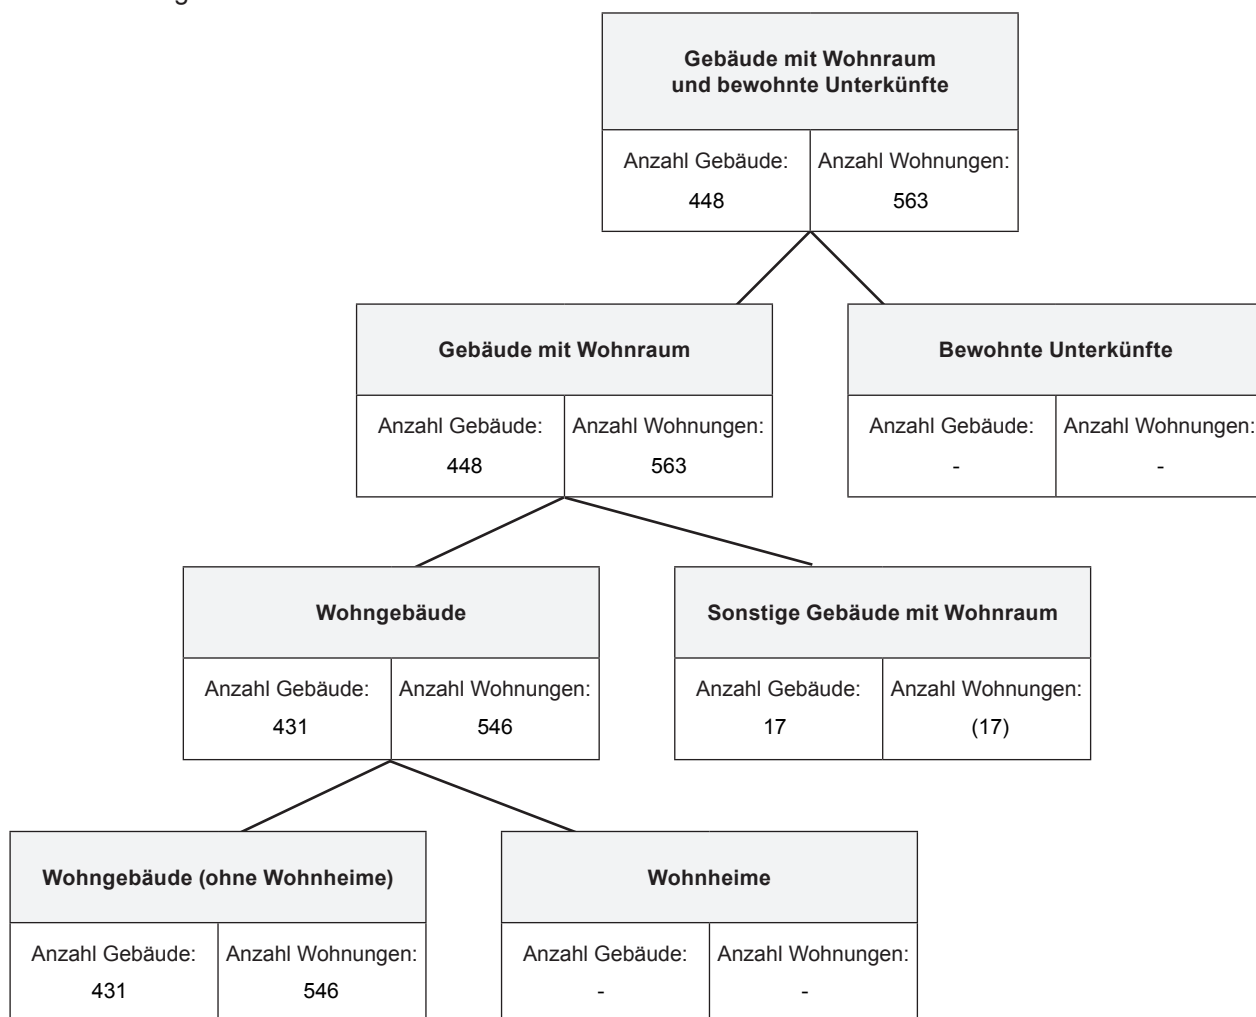 Gebäude mit Wohnraum
und bewohnte Unterkünfte
Anzahl Gebäude: Anzahl Wohnungen:
448 563
Gebäude mit Wohnraum
Anzahl Gebäude: Anzahl Wohnungen:
448 563
Bewohnte Unterkünfte
Anzahl Gebäude: Anzahl Wohnungen:
- -
Wohngebäude
Anzahl Gebäude: Anzahl Wohnungen:
431 546
Sonstige Gebäude mit Wohnraum
Anzahl Gebäude: Anzahl Wohnungen:
17 (17)
Wohngebäude (ohne Wohnheime)
Anzahl Gebäude: Anzahl Wohnungen:
431 546
Wohnheime
Anzahl Gebäude: Anzahl Wohnungen:
- -